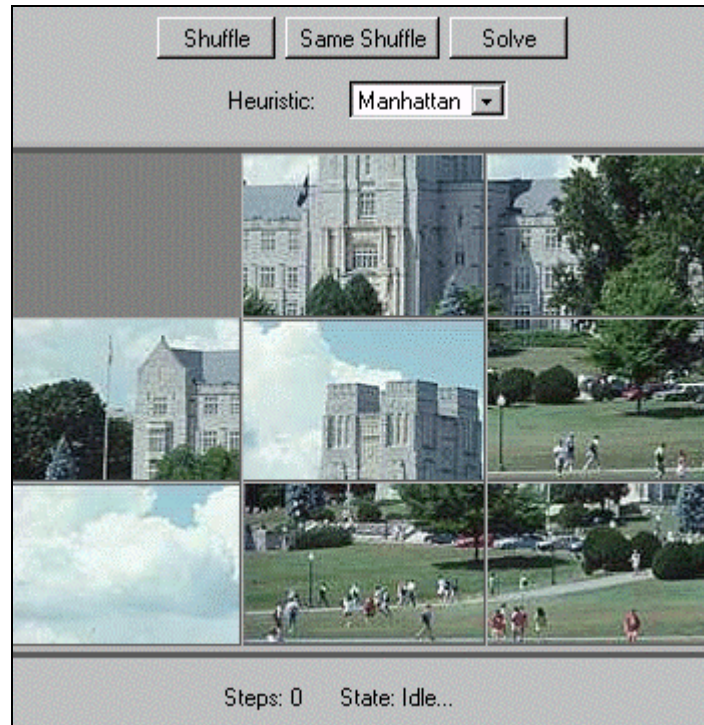 Shuffle Same Shuffle Solve
Heuristic: Manhattan
Steps: 0 State: Idle...